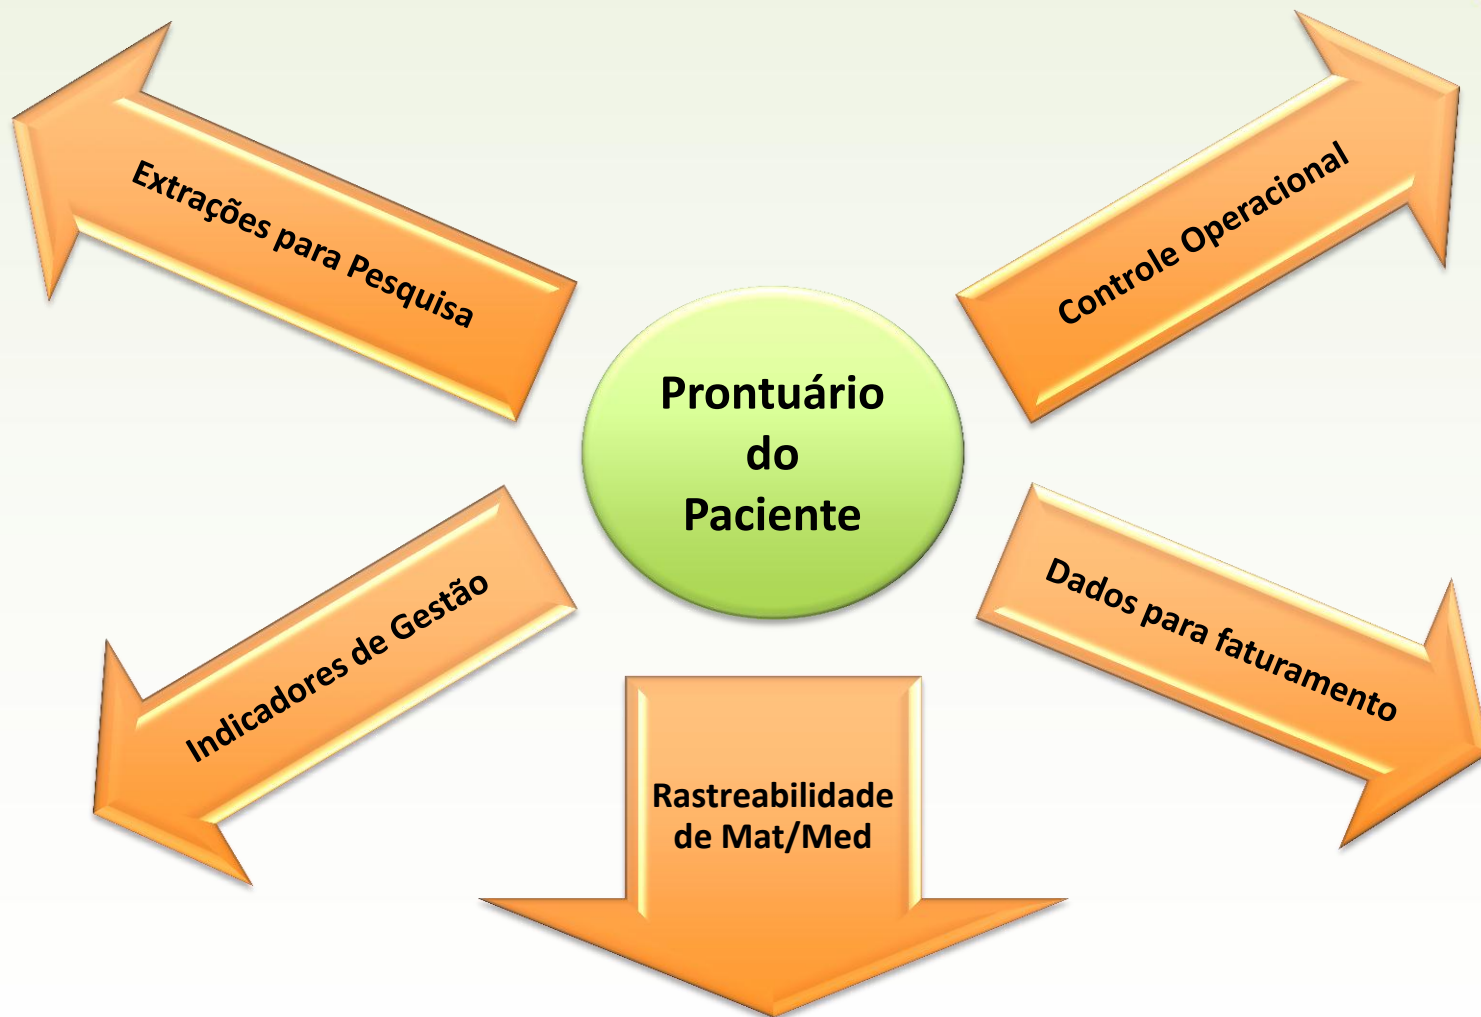 Extrações para Pesquisa
Controle Operacional
Prontuário
do
Paciente
Indicadores de Gestão
Dados para faturamento
Rastreabilidade
de Mat/Med